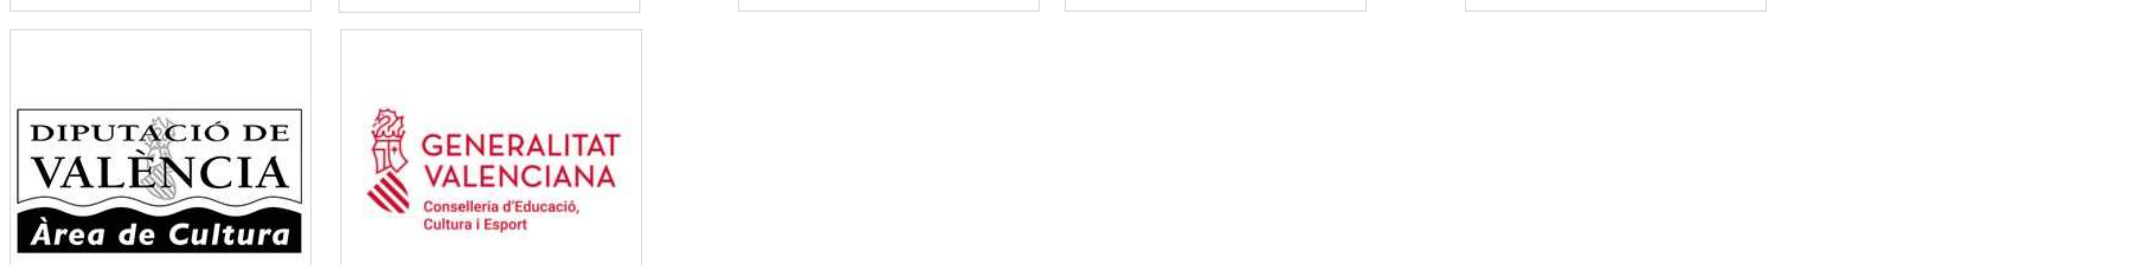 DIPUTACIÓ DE
VALÈNCIA
Àrea de Cultura
GENERALITAT
VALENCIANA
Conselleria d'Educació,
Cultura i Esport